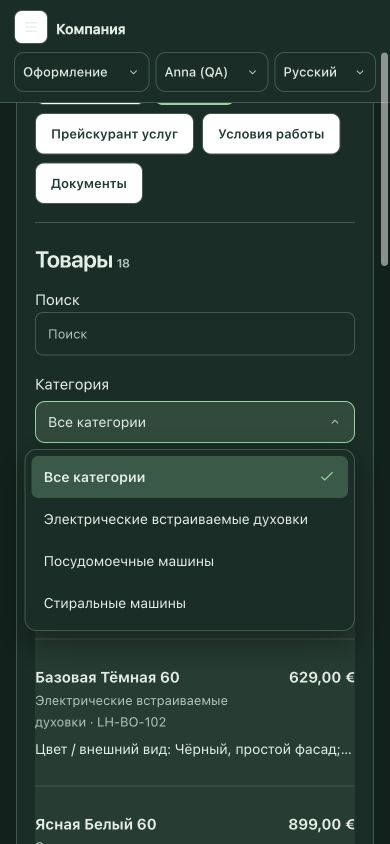 Компания
Оформление
Anna (QA)
Русский
Прейскурант услуг
Условия работы
Документы
Товары 18
Поиск
Поиск
Категория
Все категории
Все категории
Электрические встраиваемые духовки
Посудомоечные машины
Стиральные машины
Базовая Тёмная 60
629,00 €
Электрические встраиваемые
духовки · LH-BO-102
Цвет / внешний вид: Чёрный, простой фасад;...
Ясная Белый 60
899,00 €